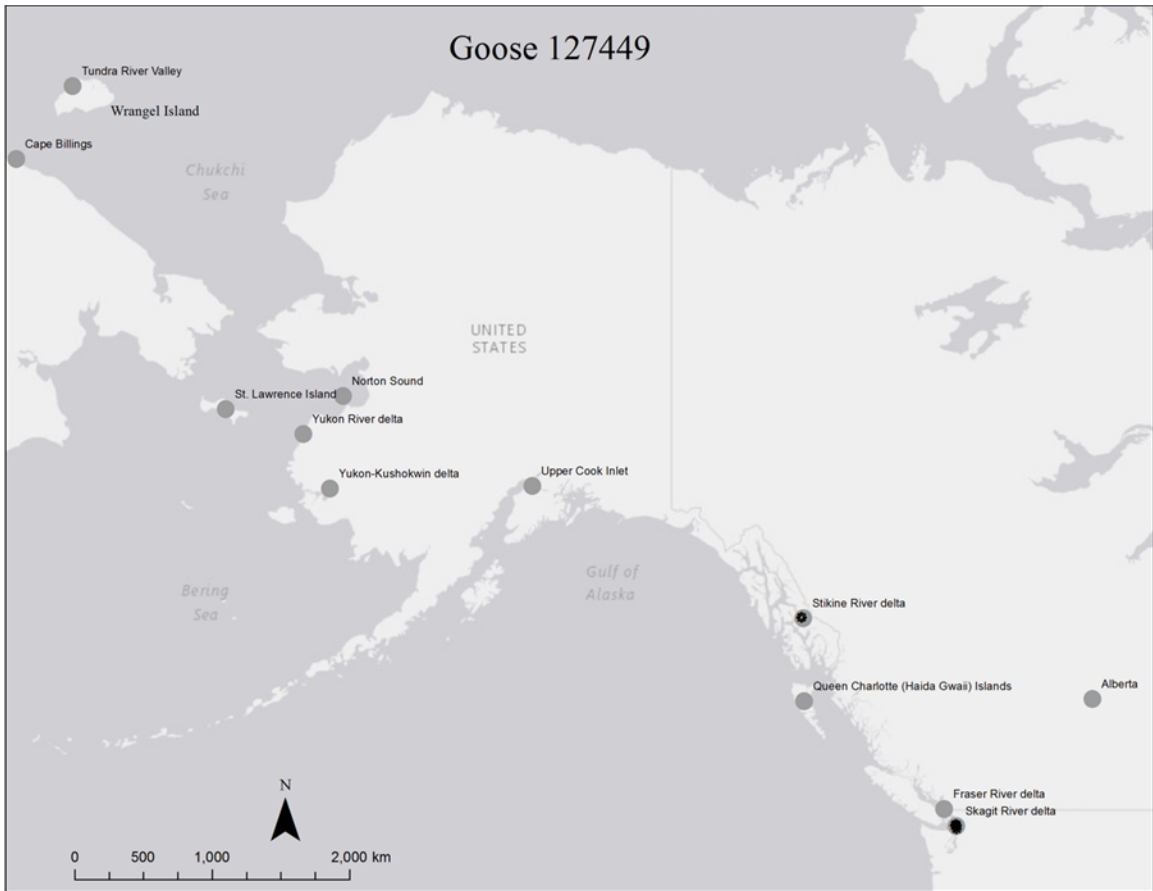 Goose 127449
Tundra River Valley
Wrangel Island
Cape Billings
Chukchi
Sea
UNITED
STATES
Norton Sound
St. Lawrence Island
Yukon River delta
Yukon-Kushokwin delta
Upper Cook Inlet
Gulf of
Alaska
Bering
Sea
Stikine River delta
Queen Charlotte (Haida Gwaii) Islands
Alberta
Fraser River delta
Skagit River delta
N
0 500 1,000 2,000 km